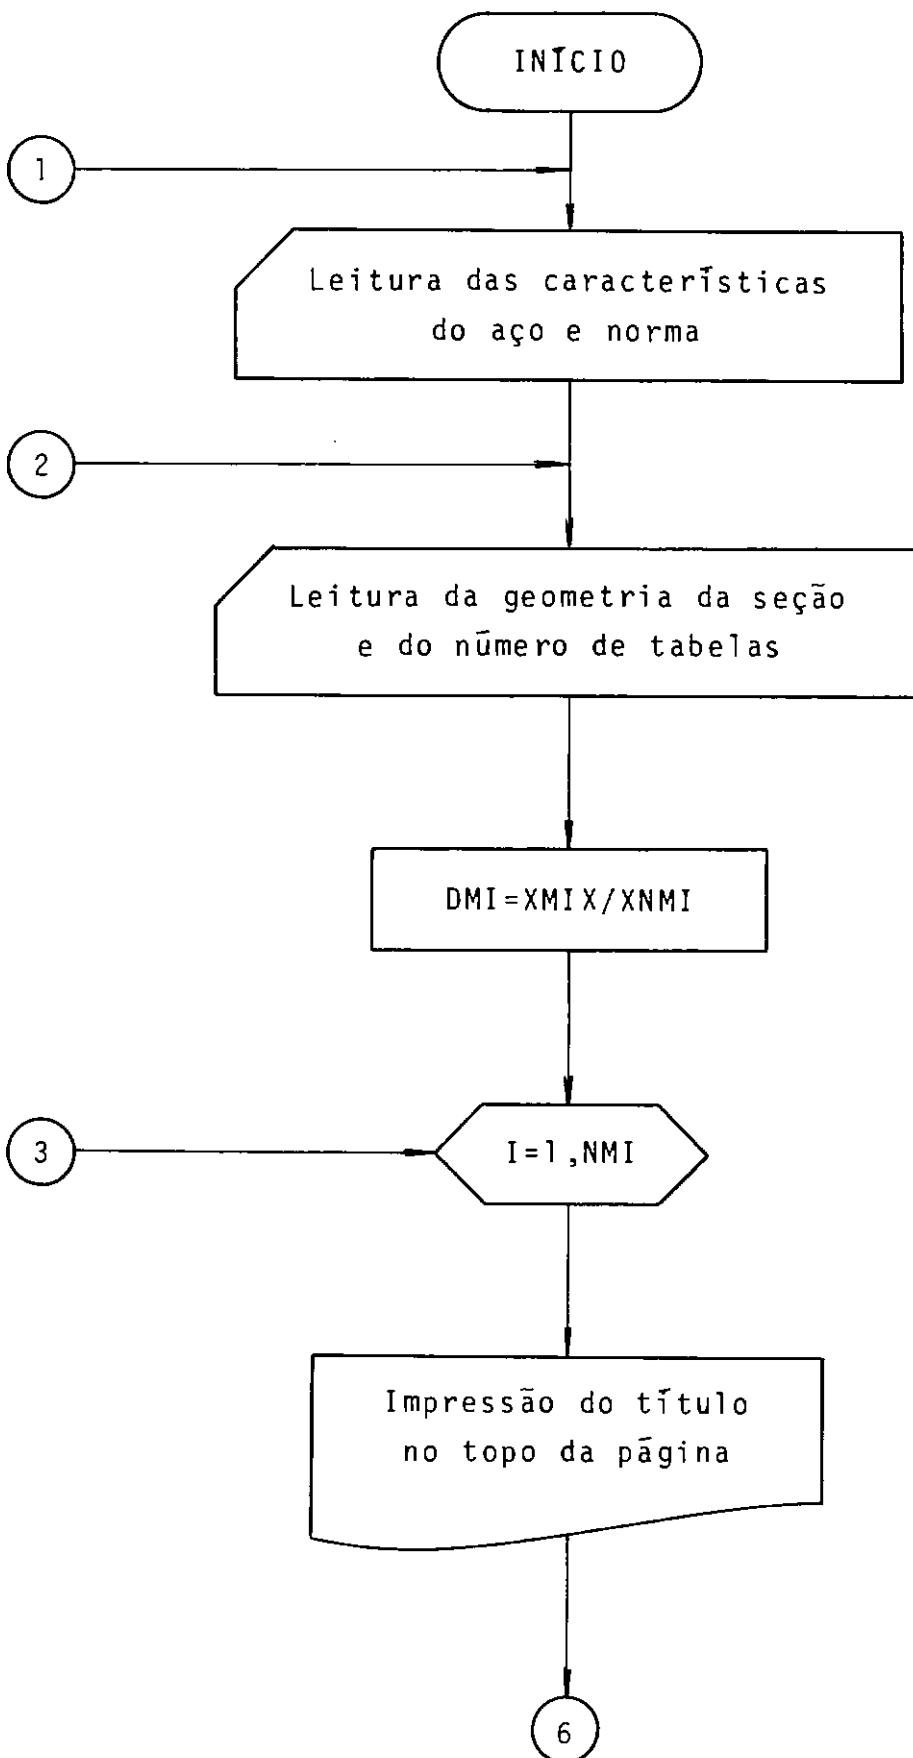 INÍCIO
1
Leitura das características
do aço e norma
2
Leitura da geometria da seção
e do número de tabelas
DMI=XMIX/XNMI
3
I=1,NMI
Impressão do título
no topo da página
6